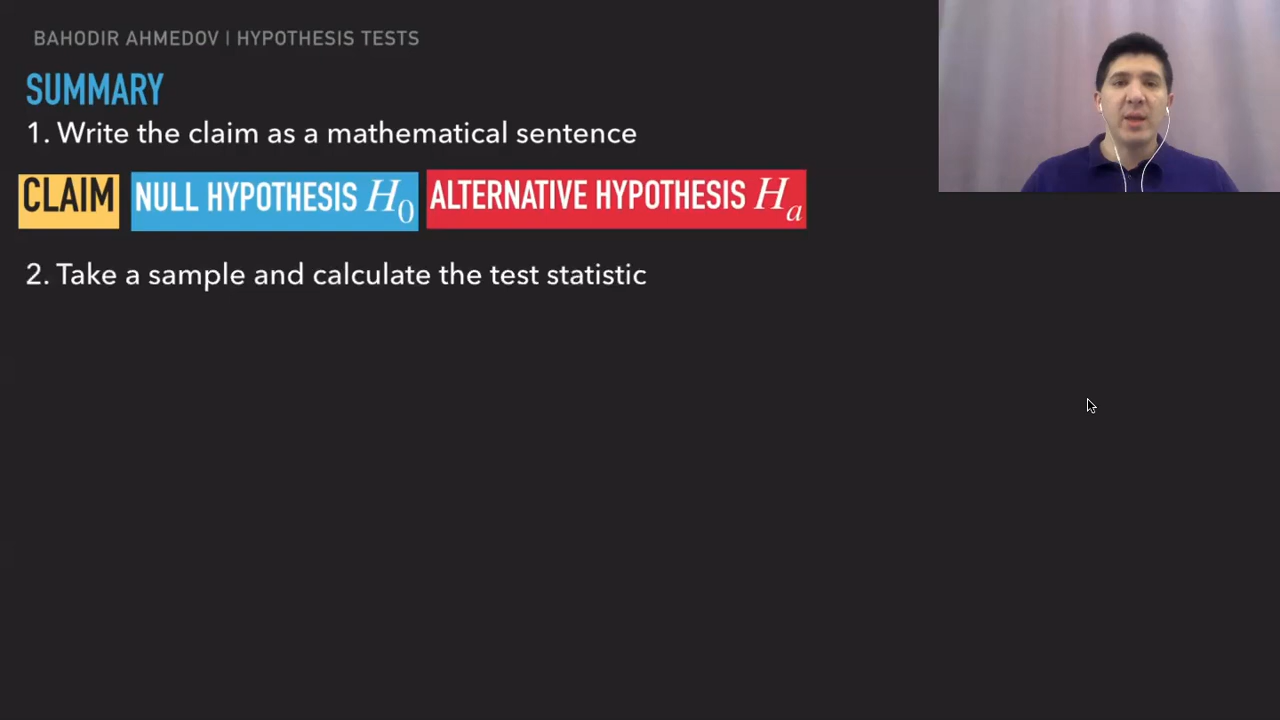 BAHODIR AHMEDOV | HYPOTHESIS TESTS
SUMMARY
1. Write the claim as a mathematical sentence
CLAIM NULL HYPOTHESIS H₀ ALTERNATIVE HYPOTHESIS Hₐ
2. Take a sample and calculate the test statistic